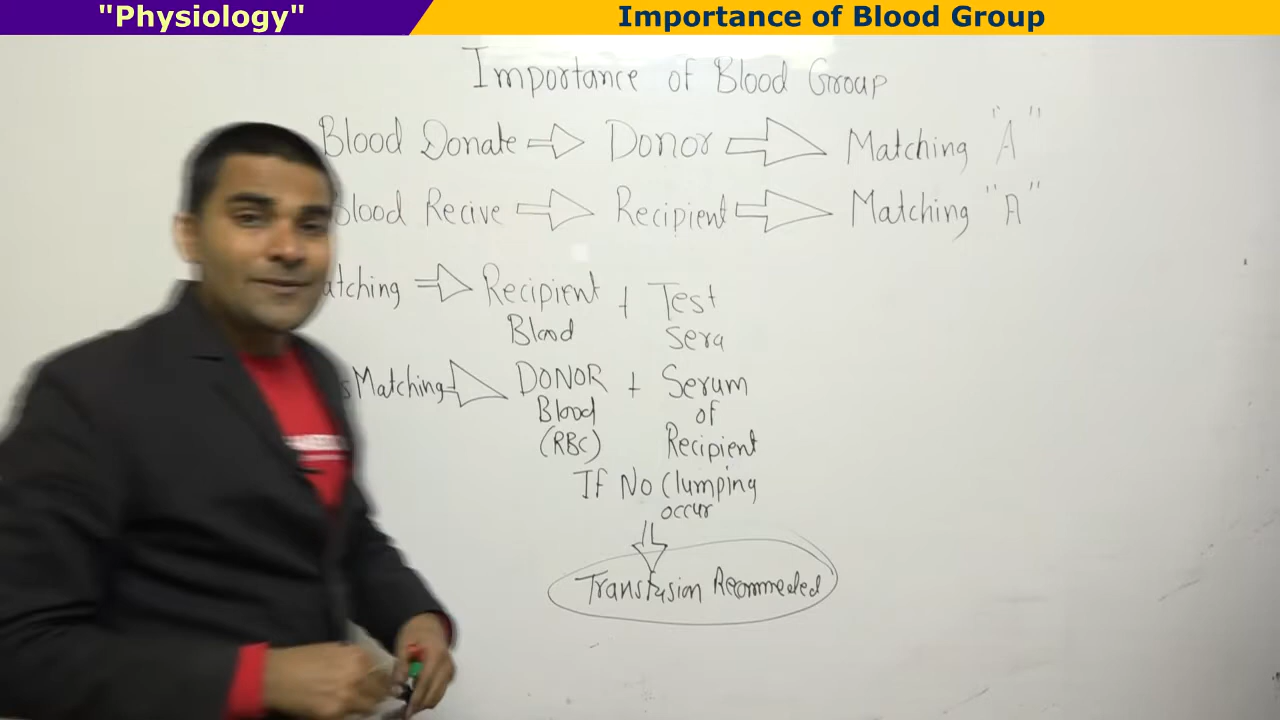 "Physiology" Importance of Blood Group
Importance of Blood Group
Blood Donate ⇒ Donor ⇒ Matching "A"
Blood Recive ⇒ Recipient ⇒ Matching "A"
atching ⇒ Recipient + Test
Blood Sera
sMatching ⇒ DONOR + Serum
Blood of
(RBC) Recipient
If No Clumping
occur
Transfusion Recommeded